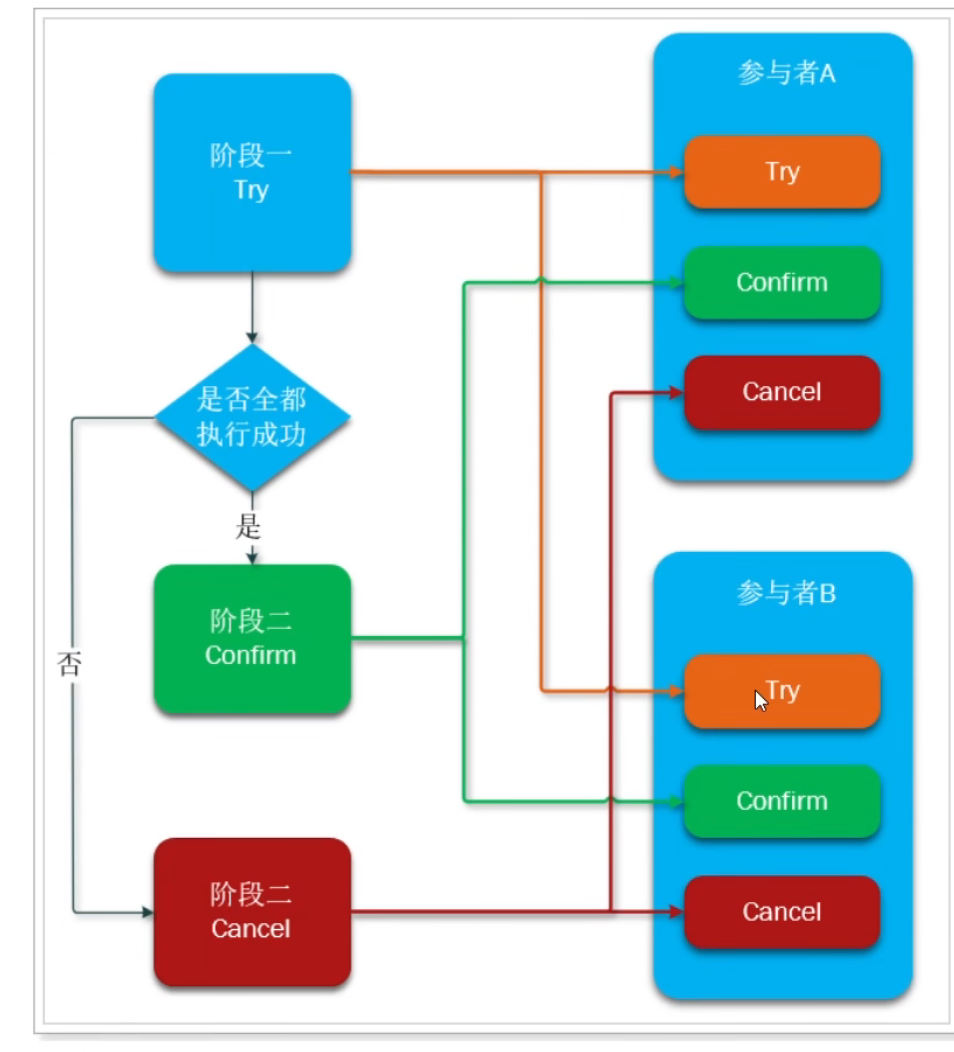 阶段一
Try
是否全都
执行成功
是
否
阶段二
Confirm
阶段二
Cancel
参与者A
Try
Confirm
Cancel
参与者B
Try
Confirm
Cancel